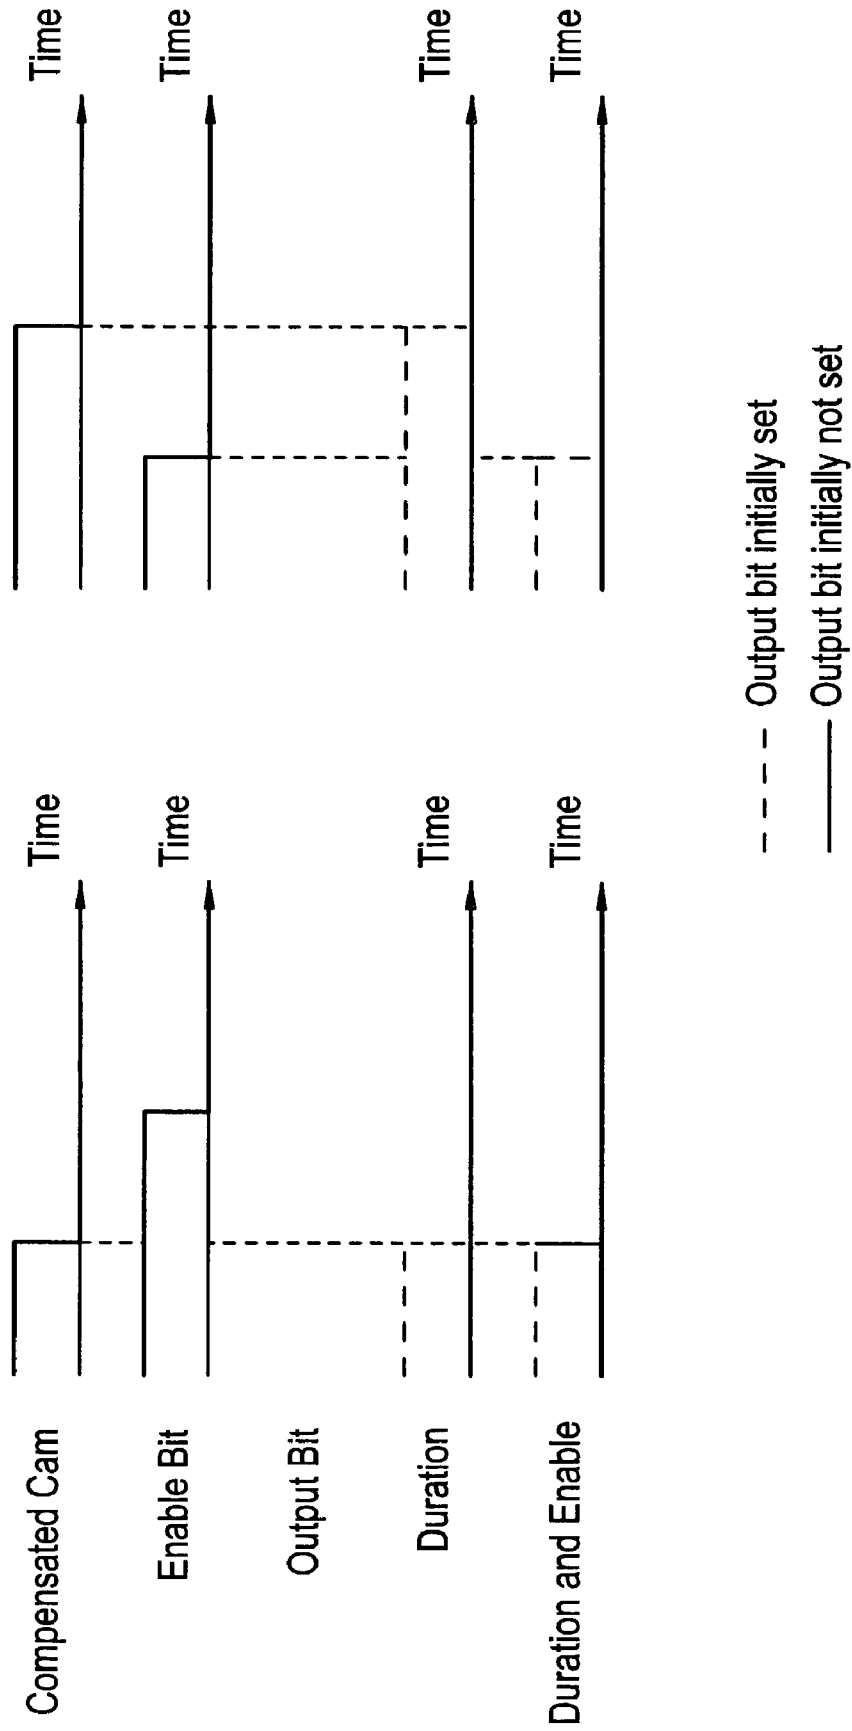 Compensated Cam
Time
Time
Enable Bit
Time
Time
Output Bit
Duration
Time
Time
Duration and Enable
Time
Time
Output bit initially set
Output bit initially not set